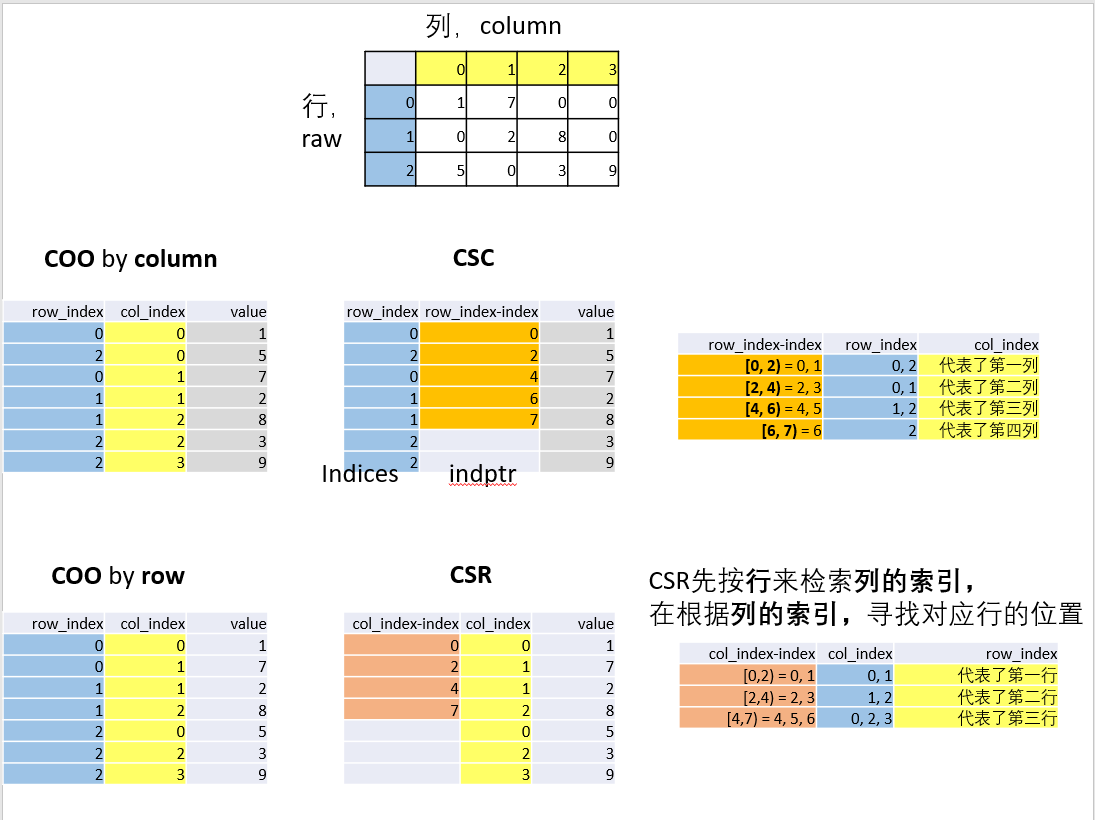 列, column
0 1 2 3
行,
raw
0 1 7 0 0
1 0 2 8 0
2 5 0 3 9
COO by column
row_index col_index value
0 0 1
2 0 5
0 1 7
1 1 2
1 2 8
2 2 3
2 3 9
CSC
row_index row_index-index value
0 0 1
2 2 5
0 4 7
1 6 2
1 7 8
2 3
2 9
Indices indptr
row_index-index row_index col_index
[0, 2) = 0, 1 0, 2 代表了第一列
[2, 4) = 2, 3 0, 1 代表了第二列
[4, 6) = 4, 5 1, 2 代表了第三列
[6, 7) = 6 2 代表了第四列
COO by row
row_index col_index value
0 0 1
0 1 7
1 1 2
1 2 8
2 0 5
2 2 3
2 3 9
CSR
col_index-index col_index value
0 0 1
2 1 7
4 1 2
7 2 8
0 5
2 3
3 9
CSR先按行来检索列的索引，
在根据列的索引，寻找对应行的位置
col_index-index col_index row_index
[0,2) = 0, 1 0, 1 代表了第一行
[2,4) = 2, 3 1, 2 代表了第二行
[4,7) = 4, 5, 6 0, 2, 3 代表了第三行